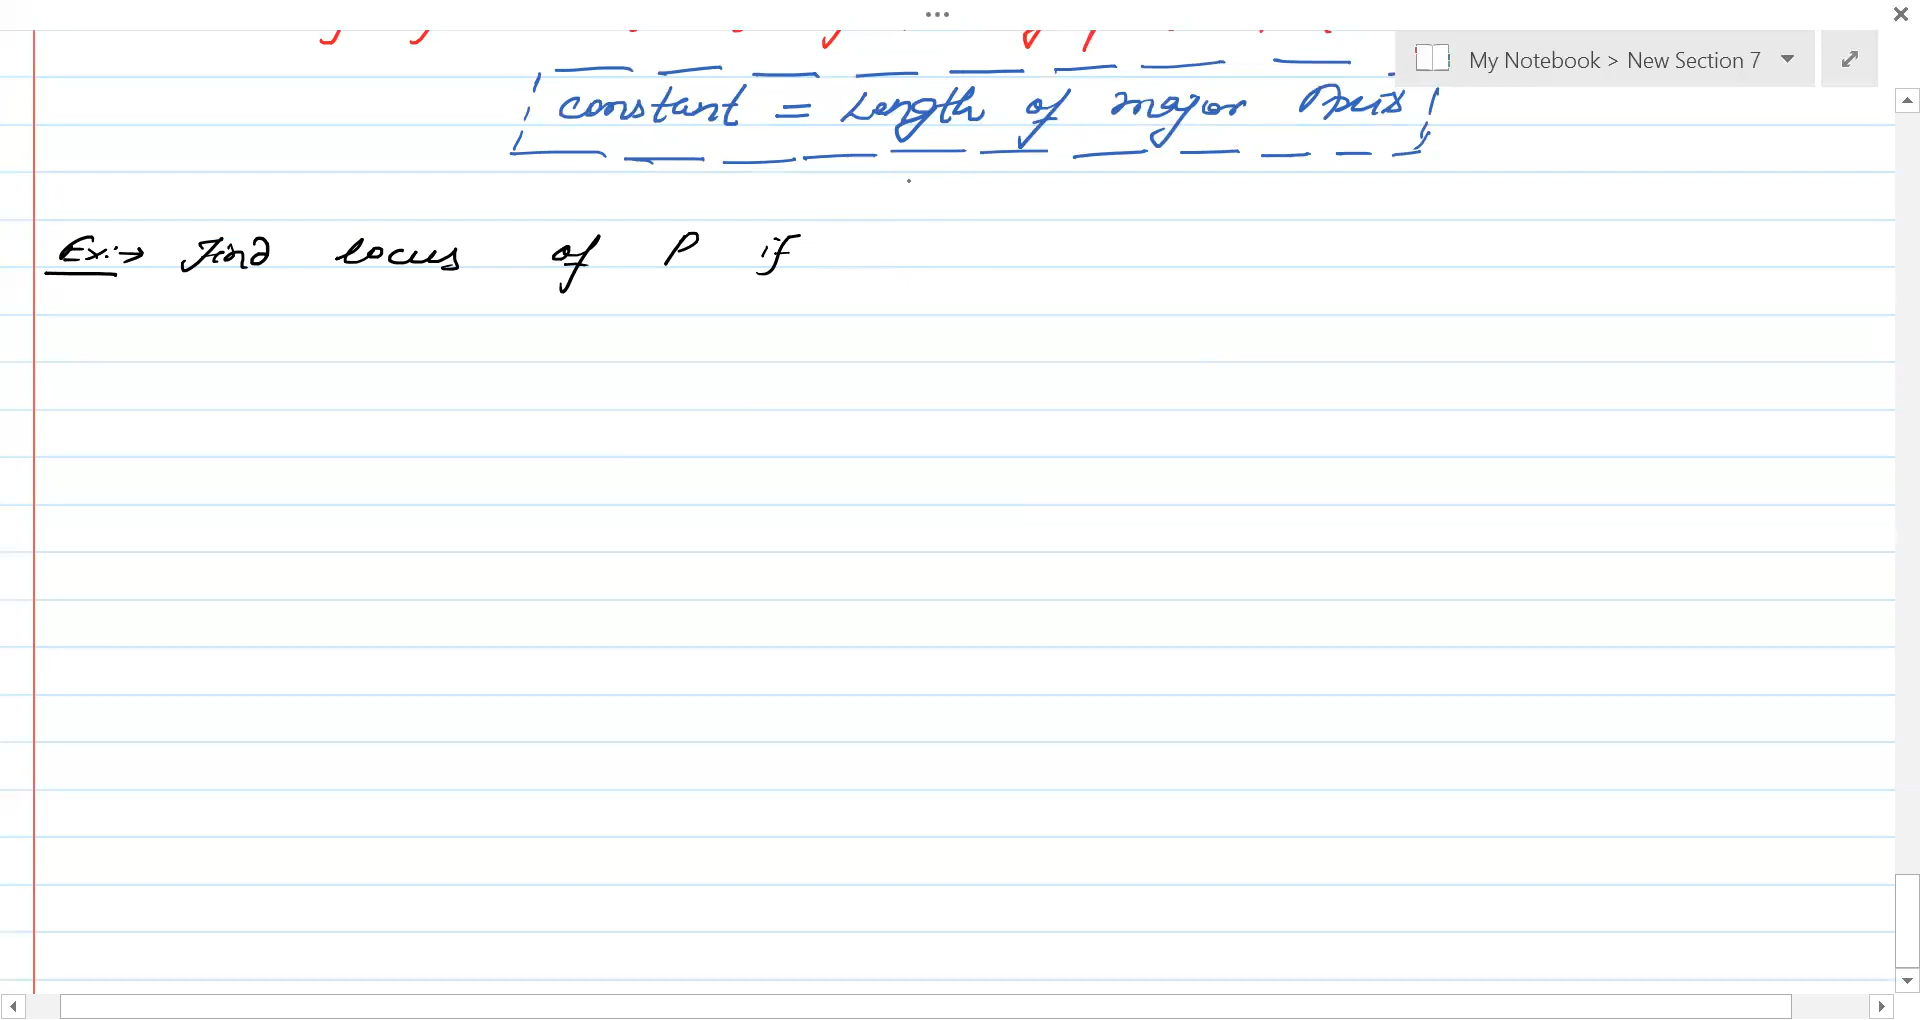 My Notebook > New Section 7
constant = Length of major Axis
Ex:→ Find locus of P if